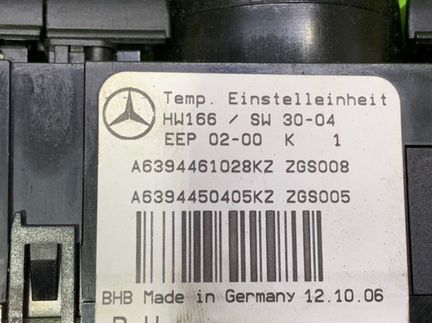 Temp. Einstelleinheit
HW166 / SW 30-04
EEP 02-00 K 1
A6394461028KZ ZGS008
A6394450405KZ ZGS005
BHB Made in Germany 12.10.06